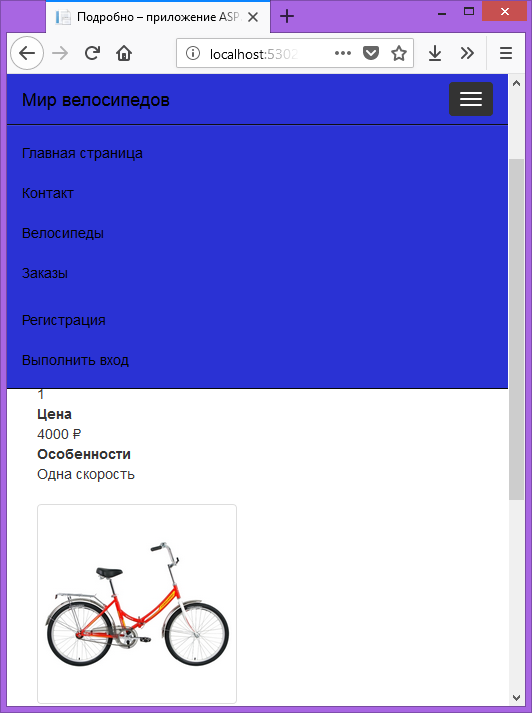 Подробно – приложение ASP
localhost:5302
Мир велосипедов
Главная страница
Контакт
Велосипеды
Заказы
Регистрация
Выполнить вход
1
Цена
4000 ₽
Особенности
Одна скорость